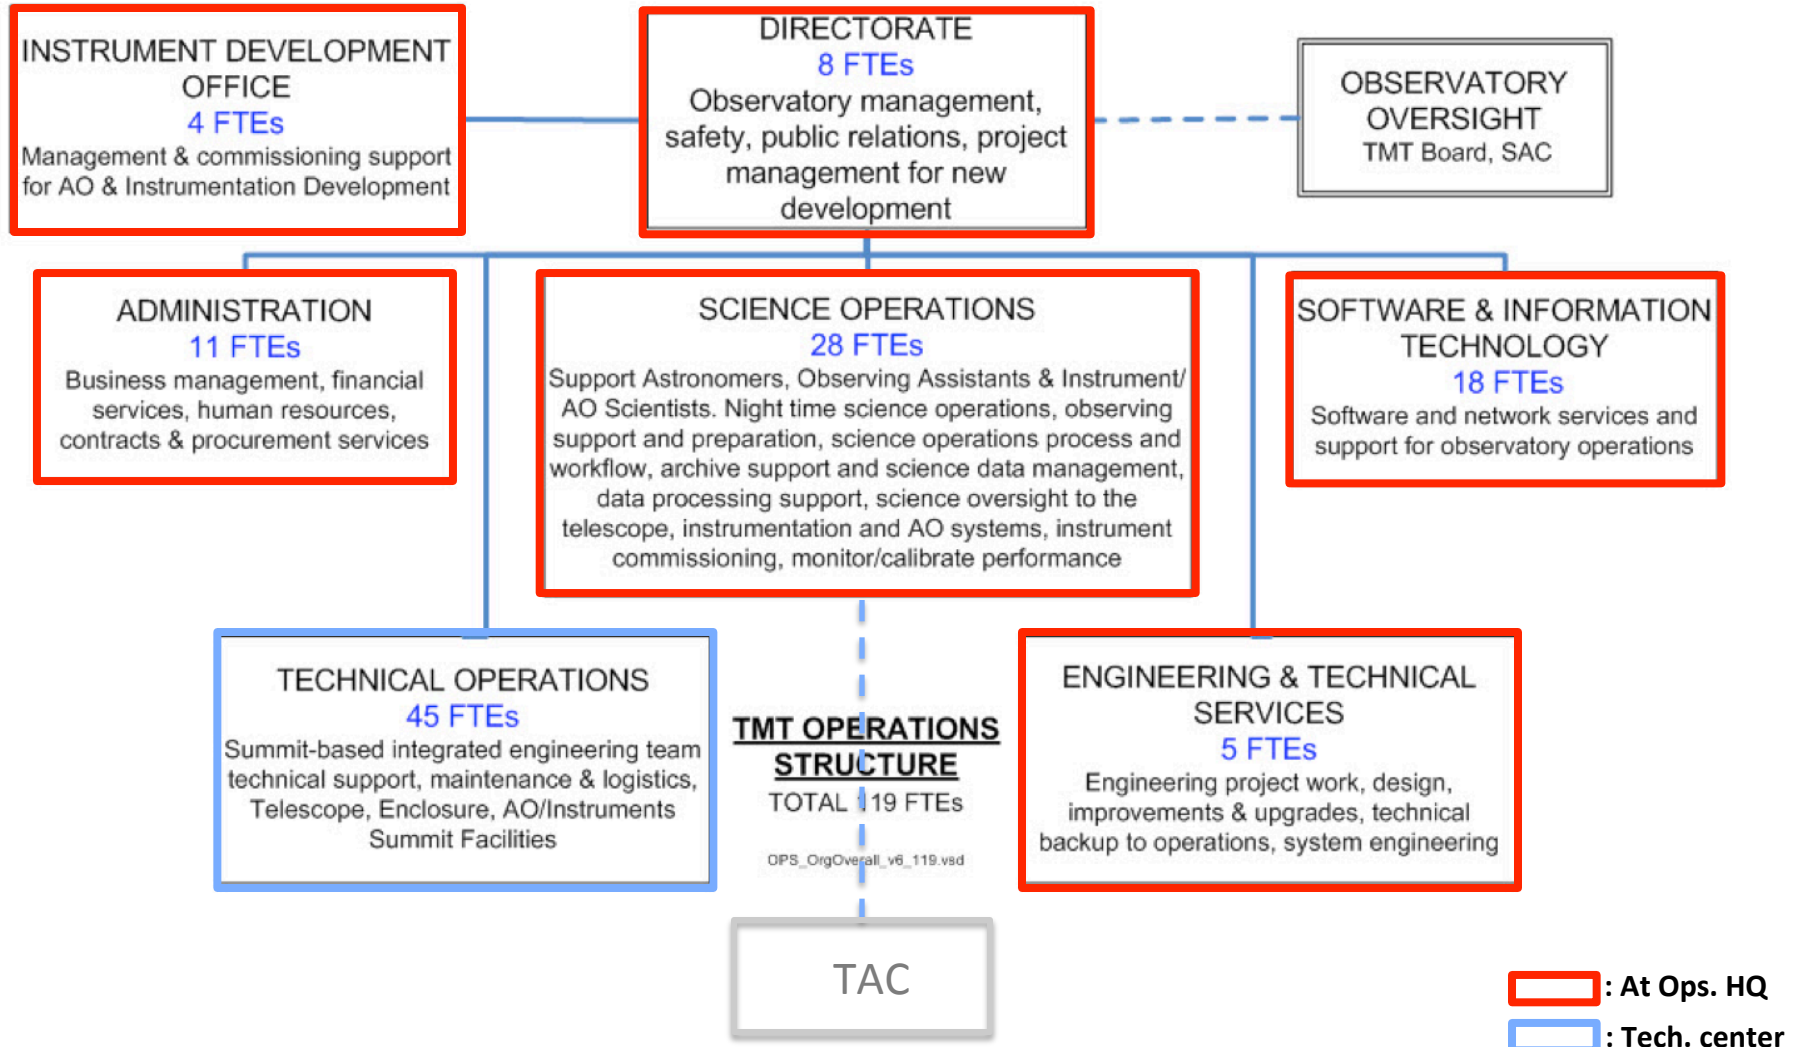 INSTRUMENT DEVELOPMENT
OFFICE
4 FTEs
Management & commissioning support
for AO & Instrumentation Development
DIRECTORATE
8 FTEs
Observatory management,
safety, public relations, project
management for new
development
OBSERVATORY
OVERSIGHT
TMT Board, SAC
ADMINISTRATION
11 FTEs
Business management, financial
services, human resources,
contracts & procurement services
SCIENCE OPERATIONS
28 FTEs
Support Astronomers, Observing Assistants & Instrument/
AO Scientists. Night time science operations, observing
support and preparation, science operations process and
workflow, archive support and science data management,
data processing support, science oversight to the
telescope, instrumentation and AO systems, instrument
commissioning, monitor/calibrate performance
SOFTWARE & INFORMATION
TECHNOLOGY
18 FTEs
Software and network services and
support for observatory operations
TECHNICAL OPERATIONS
45 FTEs
Summit-based integrated engineering team
technical support, maintenance & logistics,
Telescope, Enclosure, AO/Instruments
Summit Facilities
TMT OPERATIONS
STRUCTURE
TOTAL 119 FTEs
OPS_OrgOverall_v6_119.vsd
ENGINEERING & TECHNICAL
SERVICES
5 FTEs
Engineering project work, design,
improvements & upgrades, technical
backup to operations, system engineering
TAC
: At Ops. HQ
: Tech. center